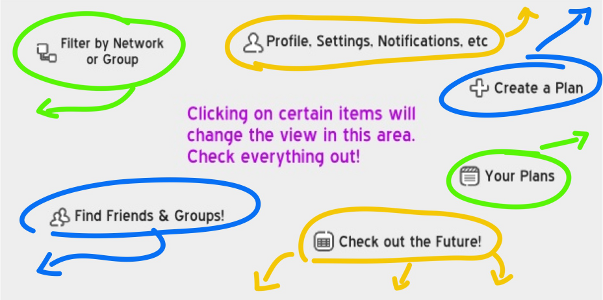 Filter by Network
or Group
Profile, Settings, Notifications, etc
Create a Plan
Clicking on certain items will
change the view in this area.
Check everything out!
Your Plans
Find Friends & Groups!
Check out the Future!